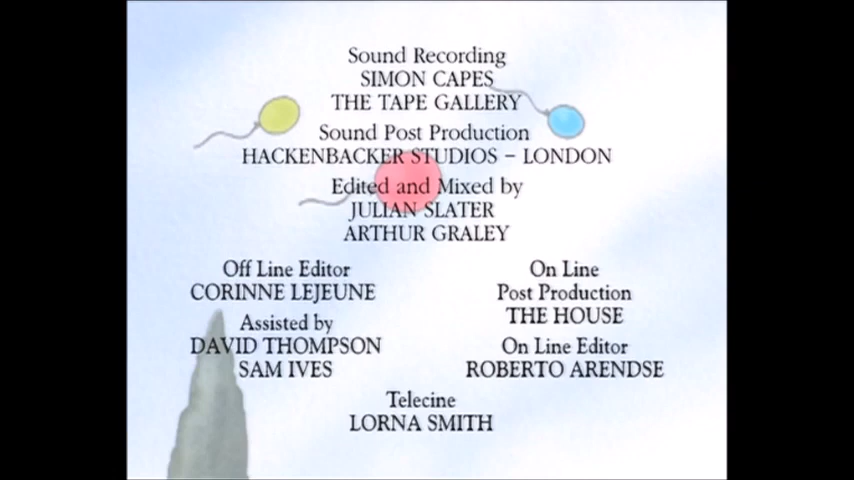 Sound Recording
SIMON CAPES
THE TAPE GALLERY
Sound Post Production
HACKENBACKER STUDIOS – LONDON
Edited and Mixed by
JULIAN SLATER
ARTHUR GRALEY
Off Line Editor
CORINNE LEJEUNE
Assisted by
DAVID THOMPSON
SAM IVES
On Line
Post Production
THE HOUSE
On Line Editor
ROBERTO ARENDSE
Telecine
LORNA SMITH